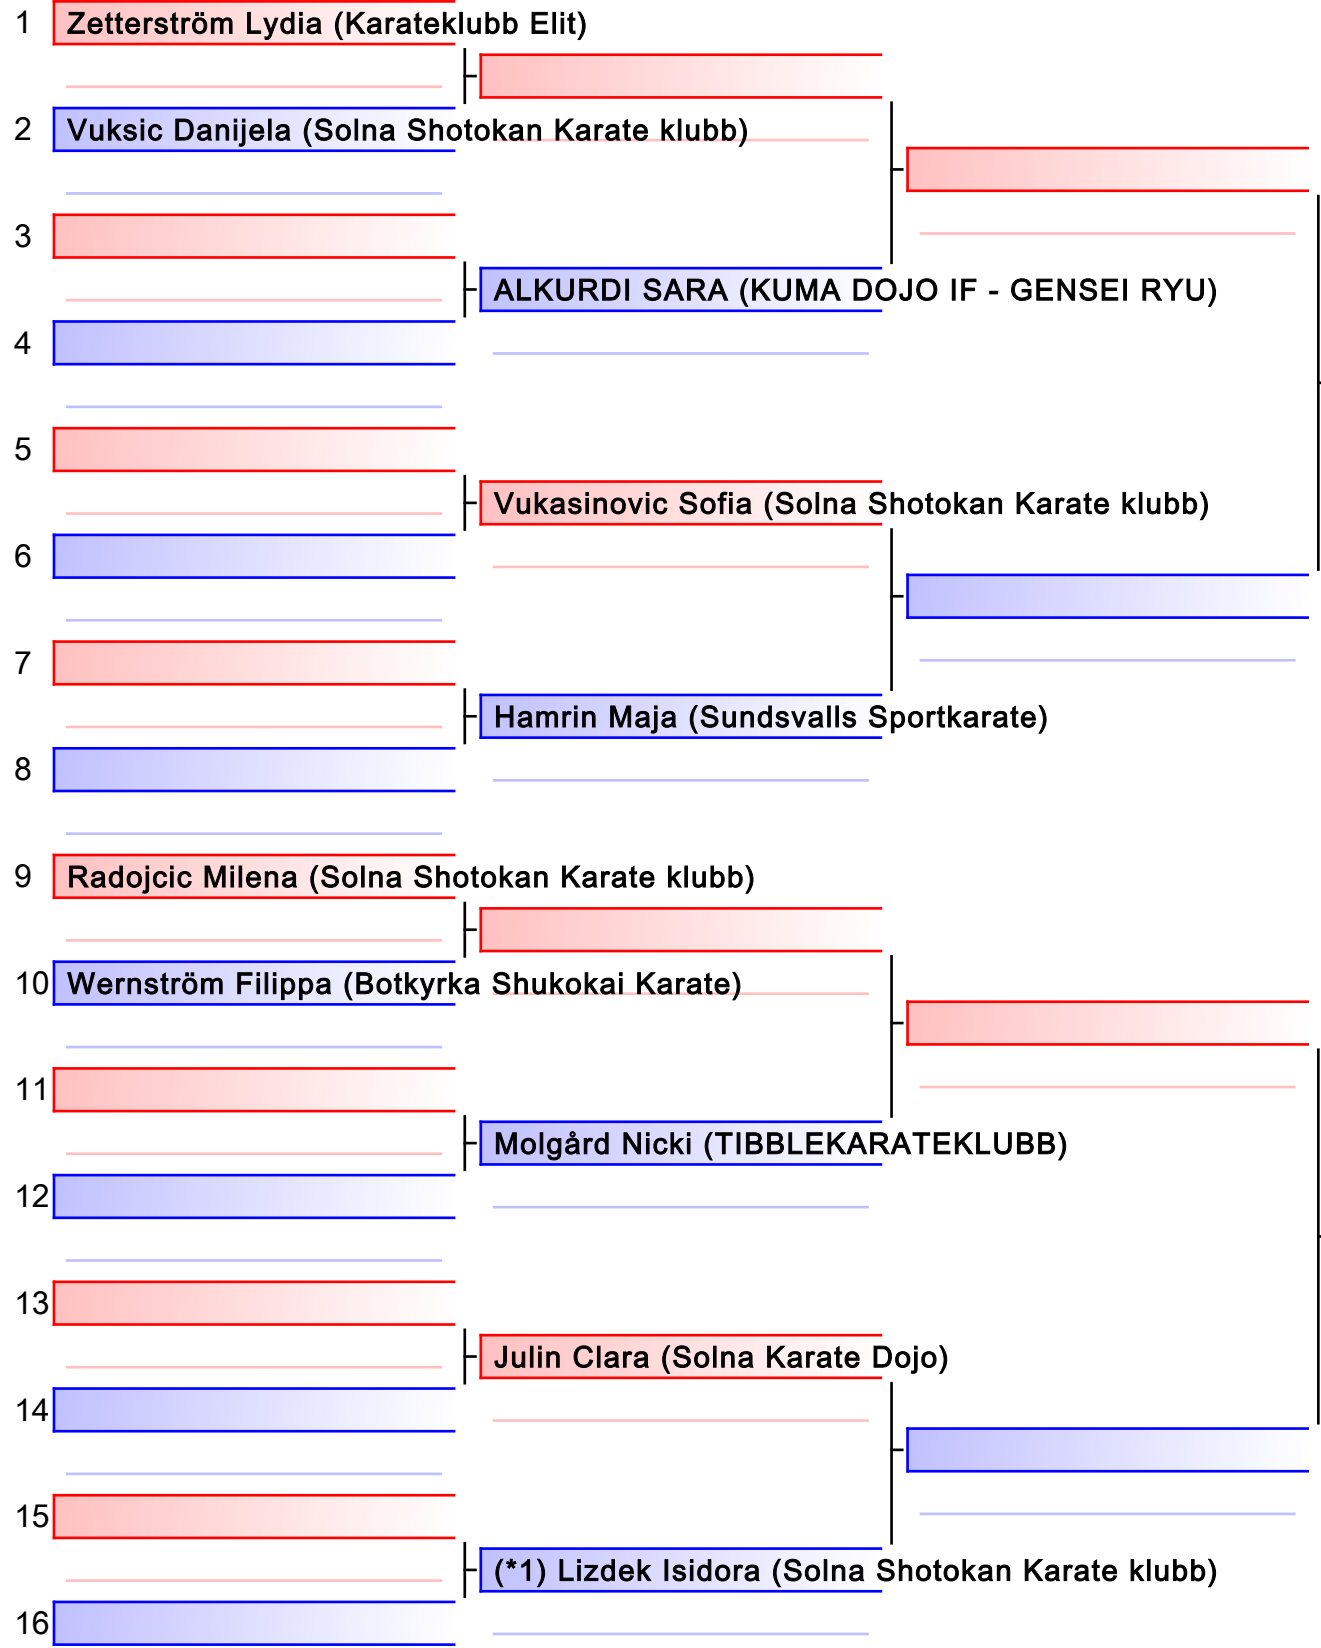 1 Zetterström Lydia (Karateklubb Elit)
2 Vuksic Danijela (Solna Shotokan Karate klubb)
3
ALKURDI SARA (KUMA DOJO IF - GENSEI RYU)
4
5
Vukasinovic Sofia (Solna Shotokan Karate klubb)
6
7
Hamrin Maja (Sundsvalls Sportkarate)
8
9 Radojcic Milena (Solna Shotokan Karate klubb)
10 Wernström Filippa (Botkyrka Shukokai Karate)
11
Molgård Nicki (TIBBLEKARATEKLUBB)
12
13
Julin Clara (Solna Karate Dojo)
14
15
(*1) Lizdek Isidora (Solna Shotokan Karate klubb)
16